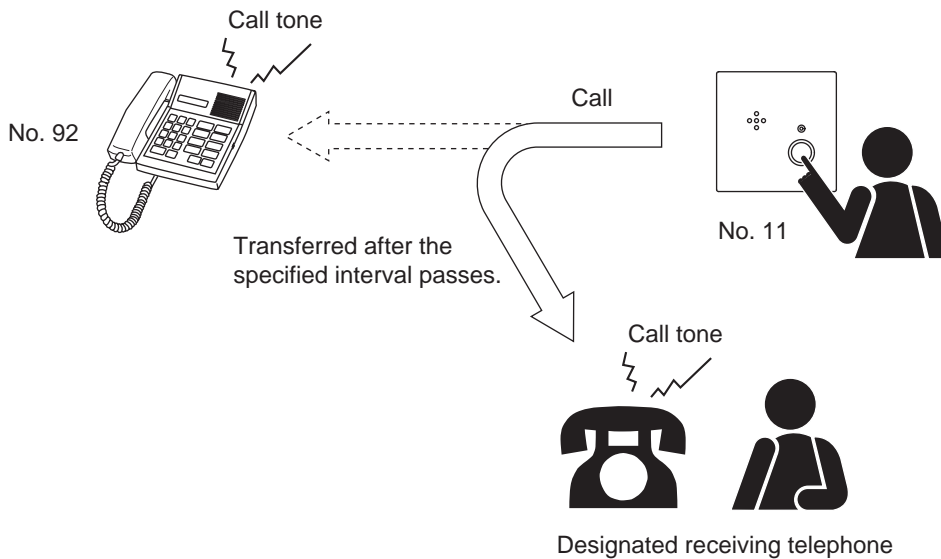 Call tone
No. 92
Call
No. 11
Transferred after the
specified interval passes.
Call tone
Designated receiving telephone